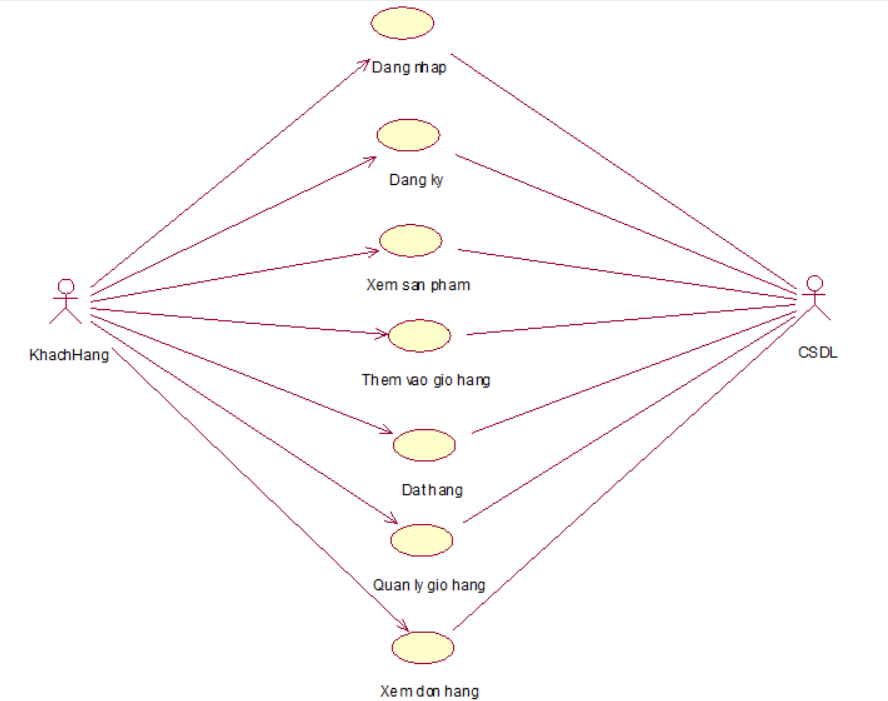 Dang nhap
Dang ky
Xem san pham
KhachHang
CSDL
Them vao gio hang
Dat hang
Quan ly gio hang
Xem don hang